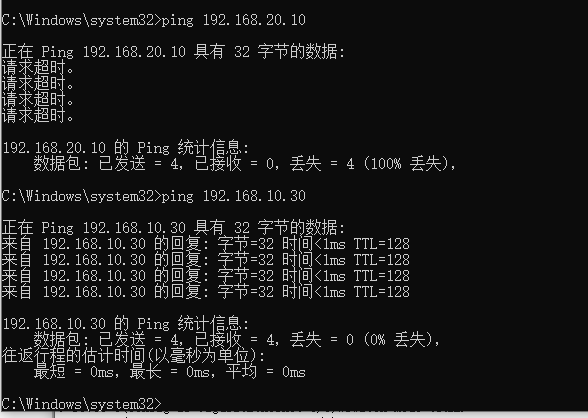 C:\Windows\system32>ping 192.168.20.10
正在 Ping 192.168.20.10 具有 32 字节的数据:
请求超时。
请求超时。
请求超时。
请求超时。
192.168.20.10 的 Ping 统计信息:
数据包: 已发送 = 4, 已接收 = 0, 丢失 = 4 (100% 丢失),
C:\Windows\system32>ping 192.168.10.30
正在 Ping 192.168.10.30 具有 32 字节的数据:
来自 192.168.10.30 的回复: 字节=32 时间<1ms TTL=128
来自 192.168.10.30 的回复: 字节=32 时间<1ms TTL=128
来自 192.168.10.30 的回复: 字节=32 时间<1ms TTL=128
来自 192.168.10.30 的回复: 字节=32 时间<1ms TTL=128
192.168.10.30 的 Ping 统计信息:
数据包: 已发送 = 4, 已接收 = 4, 丢失 = 0 (0% 丢失),
往返行程的估计时间(以毫秒为单位):
最短 = 0ms, 最长 = 0ms, 平均 = 0ms
C:\Windows\system32>